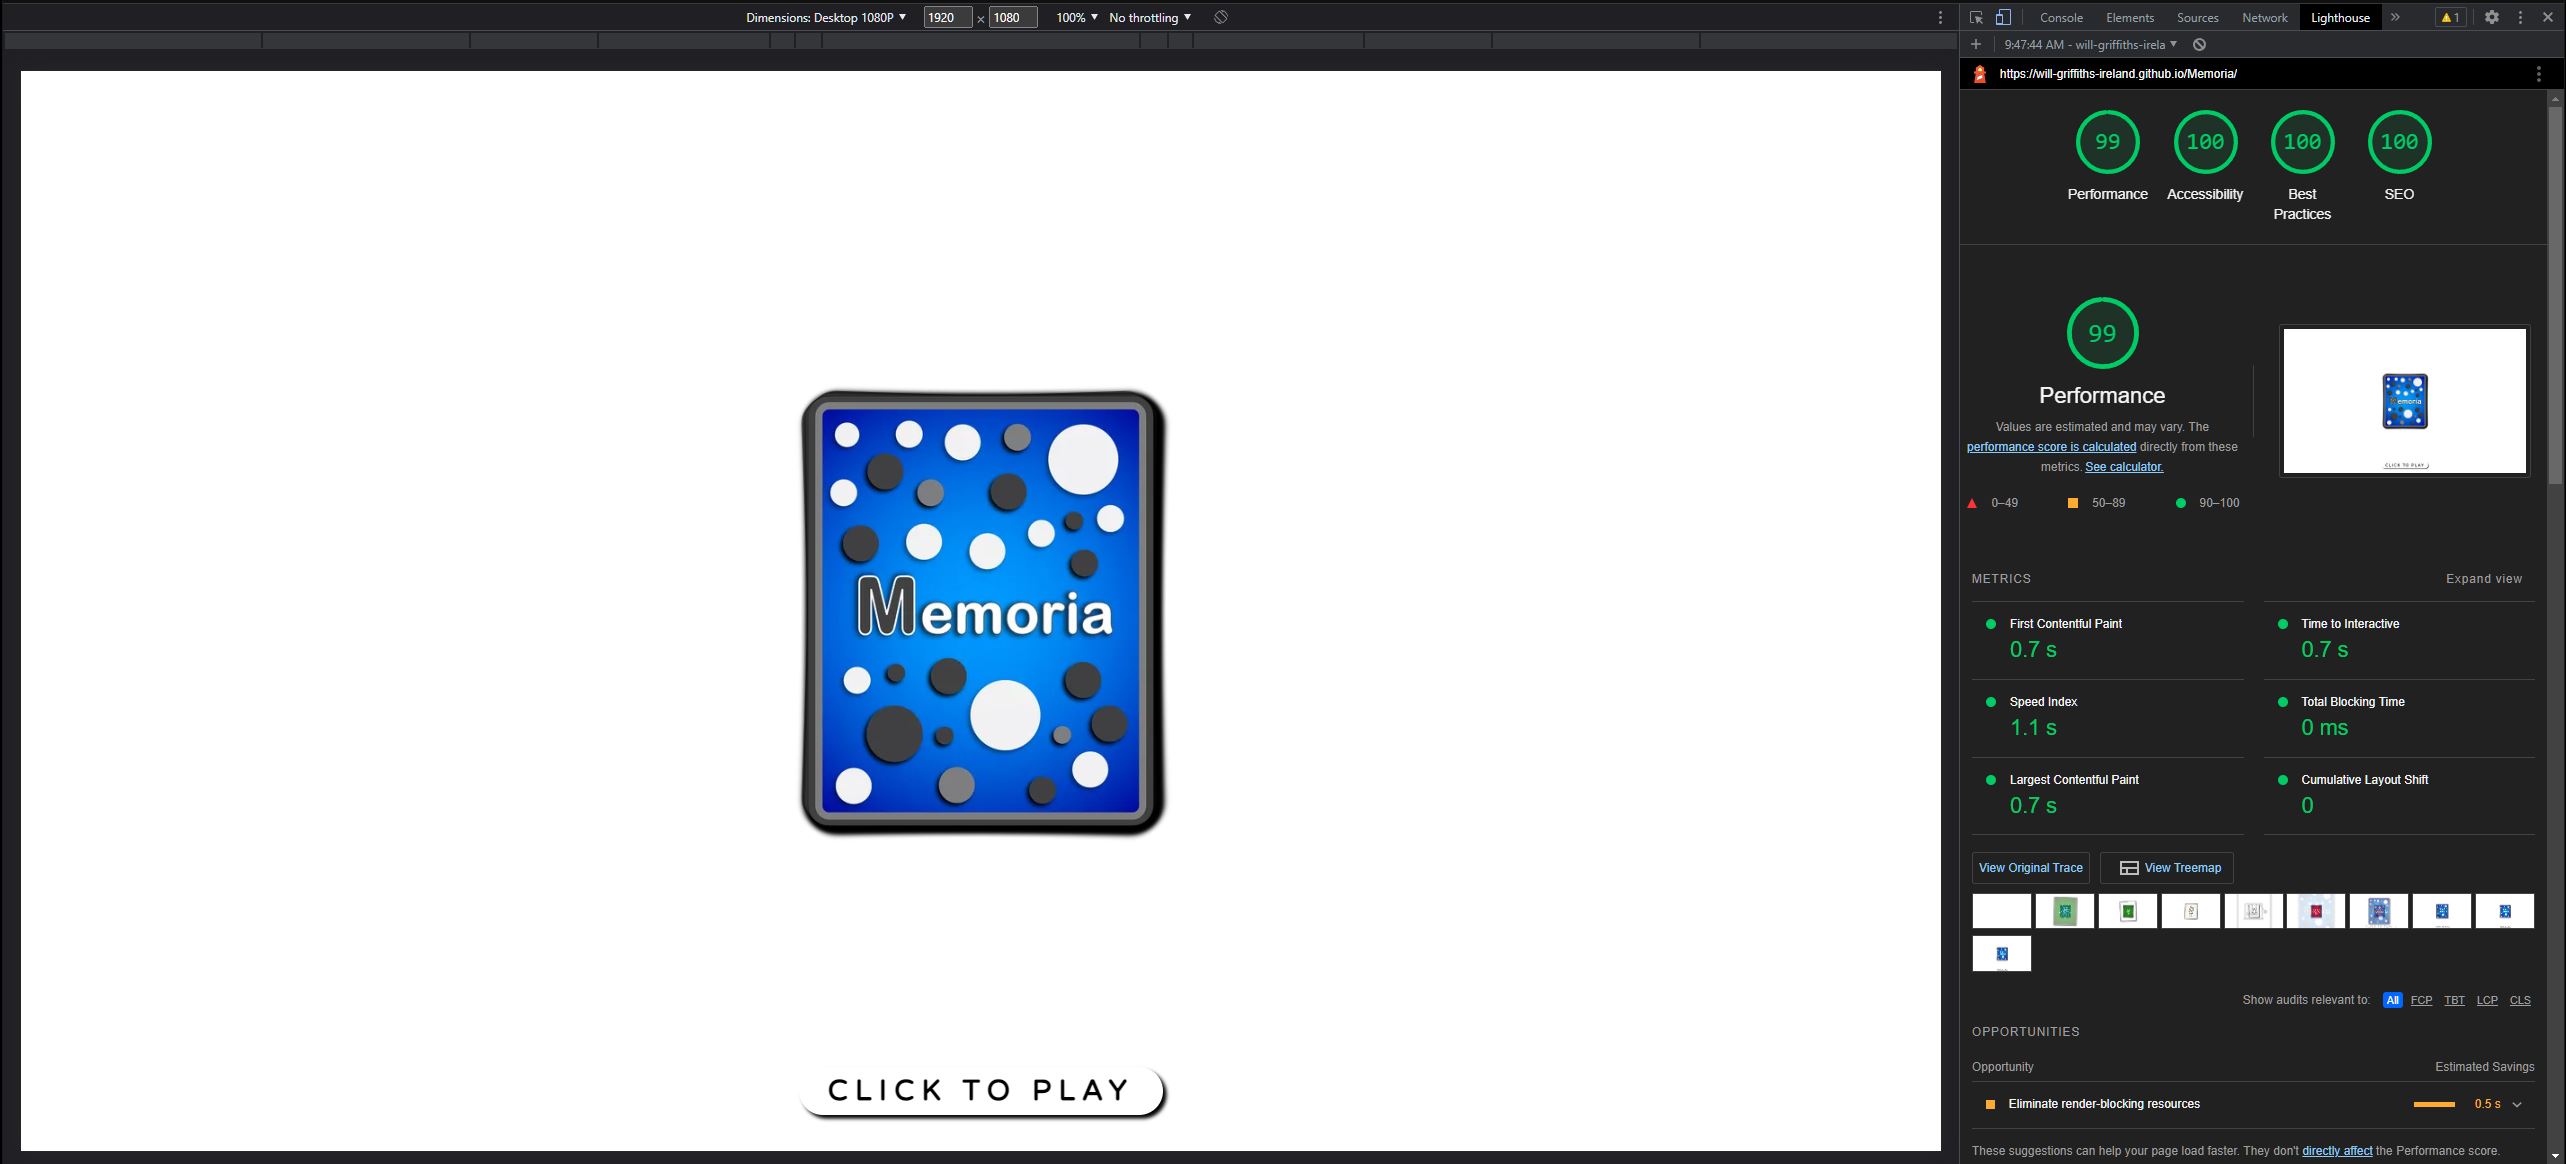 Dimensions: Desktop 1080P ▼ 1920 × 1080 100% ▼ No throttling ▼
Console Elements Sources Network Lighthouse » 1
+ 9:47:44 AM - will-griffiths-irela ▼
https://will-griffiths-ireland.github.io/Memoria/
99 100 100 100
Performance Accessibility Best Practices SEO
99
Performance
Values are estimated and may vary. The
performance score is calculated directly from these
metrics. See calculator.
0–49 50–89 90–100
Memoria
CLICK TO PLAY
METRICS Expand view
First Contentful Paint
0.7 s
Time to Interactive
0.7 s
Speed Index
1.1 s
Total Blocking Time
0 ms
Largest Contentful Paint
0.7 s
Cumulative Layout Shift
0
View Original Trace View Treemap
Show audits relevant to: All FCP TBT LCP CLS
OPPORTUNITIES
Opportunity Estimated Savings
Eliminate render-blocking resources 0.5 s
These suggestions can help your page load faster. They don't directly affect the Performance score.
Memoria
CLICK TO PLAY